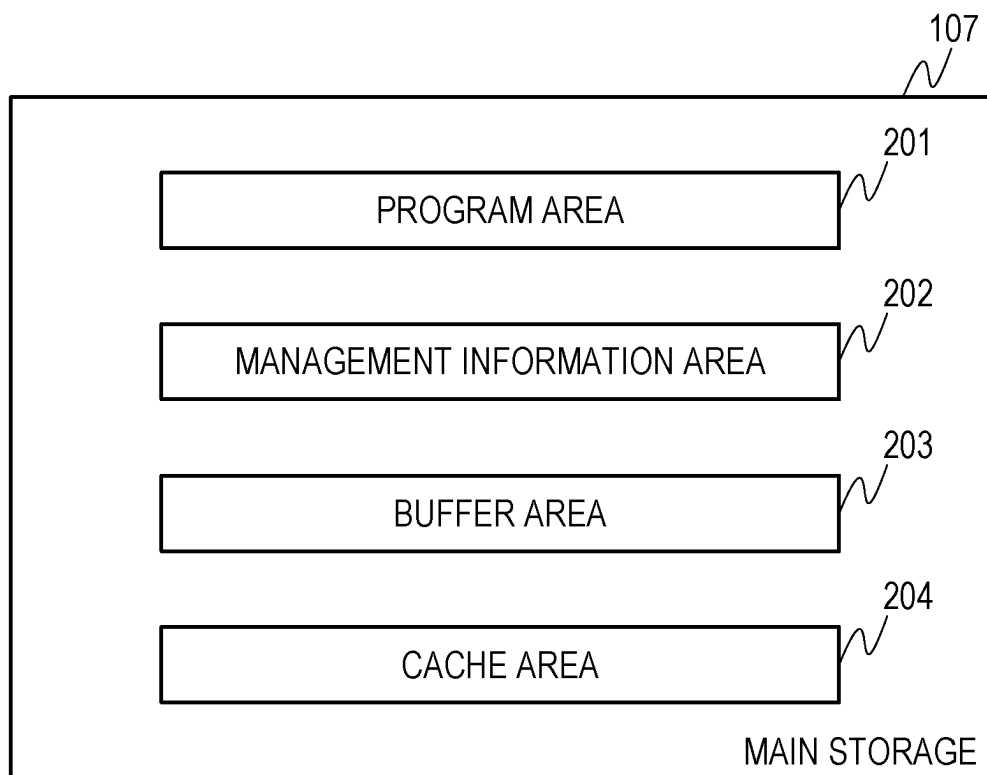 107
201
PROGRAM AREA
202
MANAGEMENT INFORMATION AREA
203
BUFFER AREA
204
CACHE AREA
MAIN STORAGE